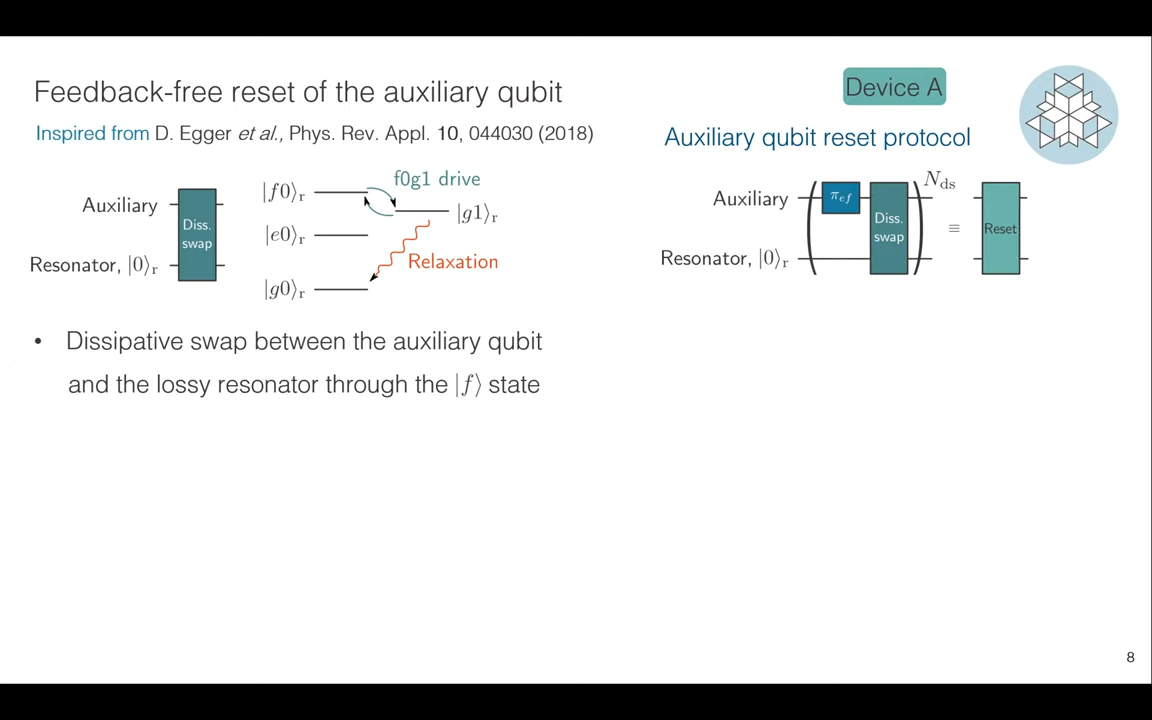 Feedback-free reset of the auxiliary qubit
Inspired from D. Egger et al., Phys. Rev. Appl. 10, 044030 (2018)
Auxiliary
Resonator, |0⟩r
Diss.
swap
|f0⟩r
|e0⟩r
|g0⟩r
f0g1 drive
|g1⟩r
Relaxation
• Dissipative swap between the auxiliary qubit
and the lossy resonator through the |f⟩ state
Device A
Auxiliary qubit reset protocol
Auxiliary
Resonator, |0⟩r
( πef Diss.
swap ) Nds
≡
Reset
8